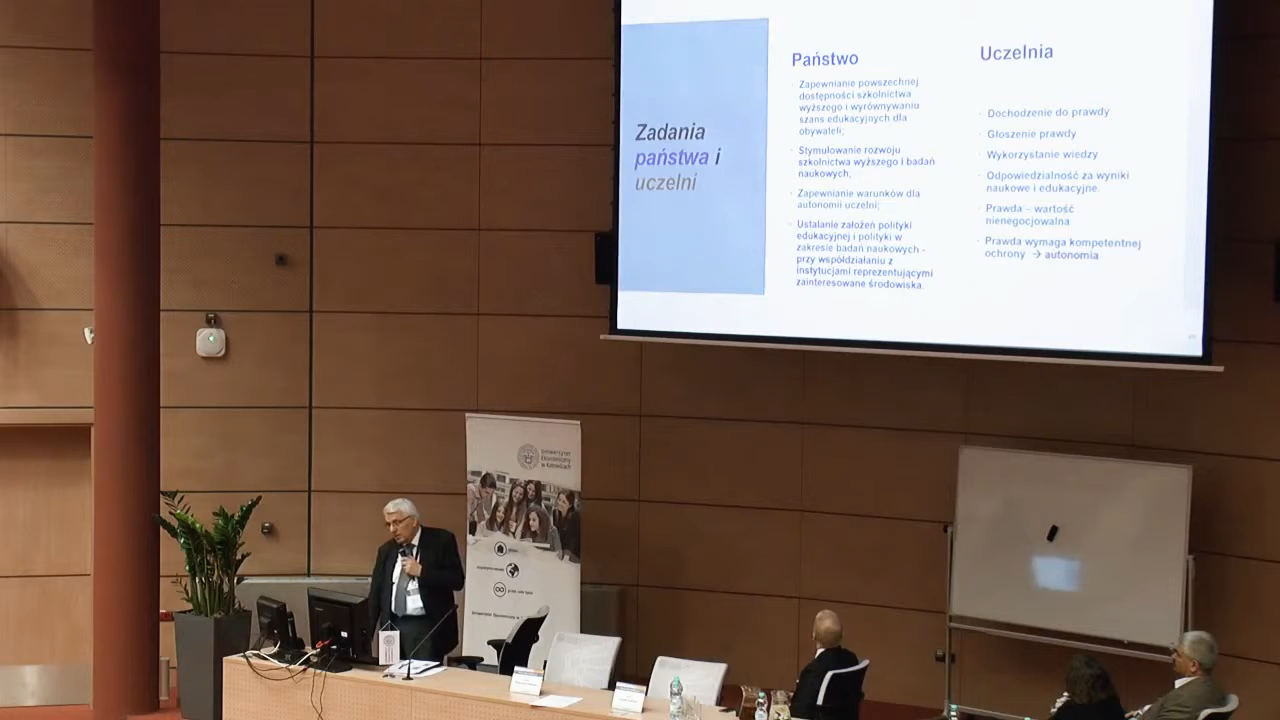 Zadania
państwa i
uczelni
Państwo
Zapewnianie powszechnej
dostępności szkolnictwa
wyższego i wyrównywaniu
szans edukacyjnych dla
obywateli;
Stymulowanie rozwoju
szkolnictwa wyższego i badań
naukowych;
Zapewnianie warunków dla
autonomii uczelni;
Ustalanie założeń polityki
edukacyjnej i polityki w
zakresie badań naukowych -
przy współdziałaniu z
instytucjami reprezentującymi
zainteresowane środowiska.
Uczelnia
Dochodzenie do prawdy
Głoszenie prawdy
Wykorzystanie wiedzy
Odpowiedzialność za wyniki
naukowe i edukacyjne.
Prawda – wartość
nienegocjowalna
Prawda wymaga kompetentnej
ochrony → autonomia
Uniwersytet
Ekonomiczny
w Katowicach